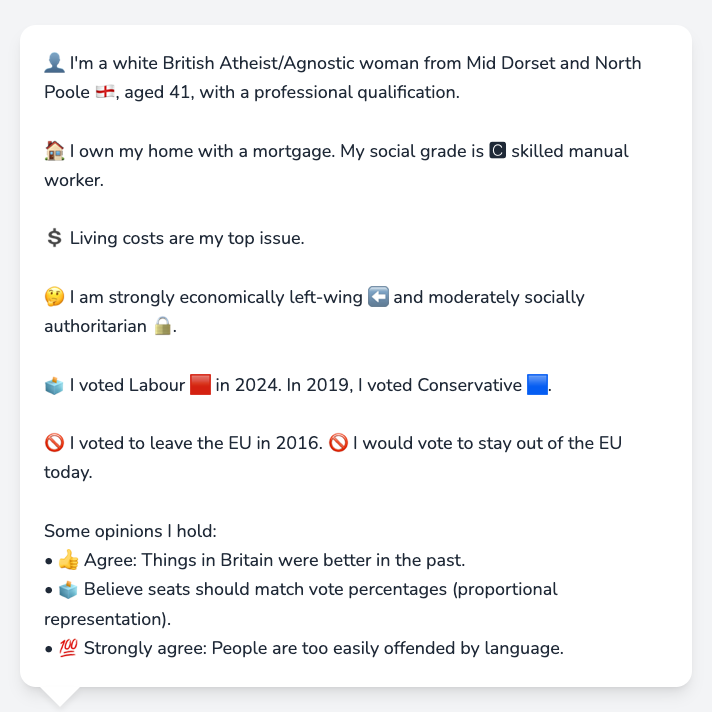 👤 I'm a white British Atheist/Agnostic woman from Mid Dorset and North
Poole 🏴󠁧󠁢󠁥󠁮󠁧󠁿, aged 41, with a professional qualification.
🏠 I own my home with a mortgage. My social grade is 🅲 skilled manual
worker.
💲 Living costs are my top issue.
🤔 I am strongly economically left-wing ⬅️ and moderately socially
authoritarian 🔒.
🗳️ I voted Labour 🟥 in 2024. In 2019, I voted Conservative 🟦.
🚫 I voted to leave the EU in 2016. 🚫 I would vote to stay out of the EU
today.
Some opinions I hold:
• 👍 Agree: Things in Britain were better in the past.
• 🗳️ Believe seats should match vote percentages (proportional
representation).
• 💯 Strongly agree: People are too easily offended by language.